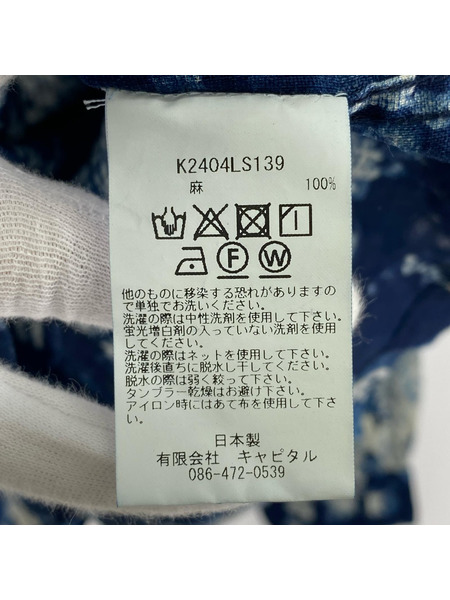 K2404LS139
麻 100%
F W
他のものに移染する恐れがありますの
で単独でお洗いください。
洗濯の際は中性洗剤を使用して下さい。
蛍光増白剤の入っていない洗剤を使用
してください。
洗濯の際はネットを使用してください。
洗濯後直ちに脱水し干してください。
脱水の際は弱く絞って下さい。
タンブラー乾燥はお避け下さい。
アイロン時にはあて布を使用して下さ
い。
日本製
有限会社 キャピタル
086-472-0539